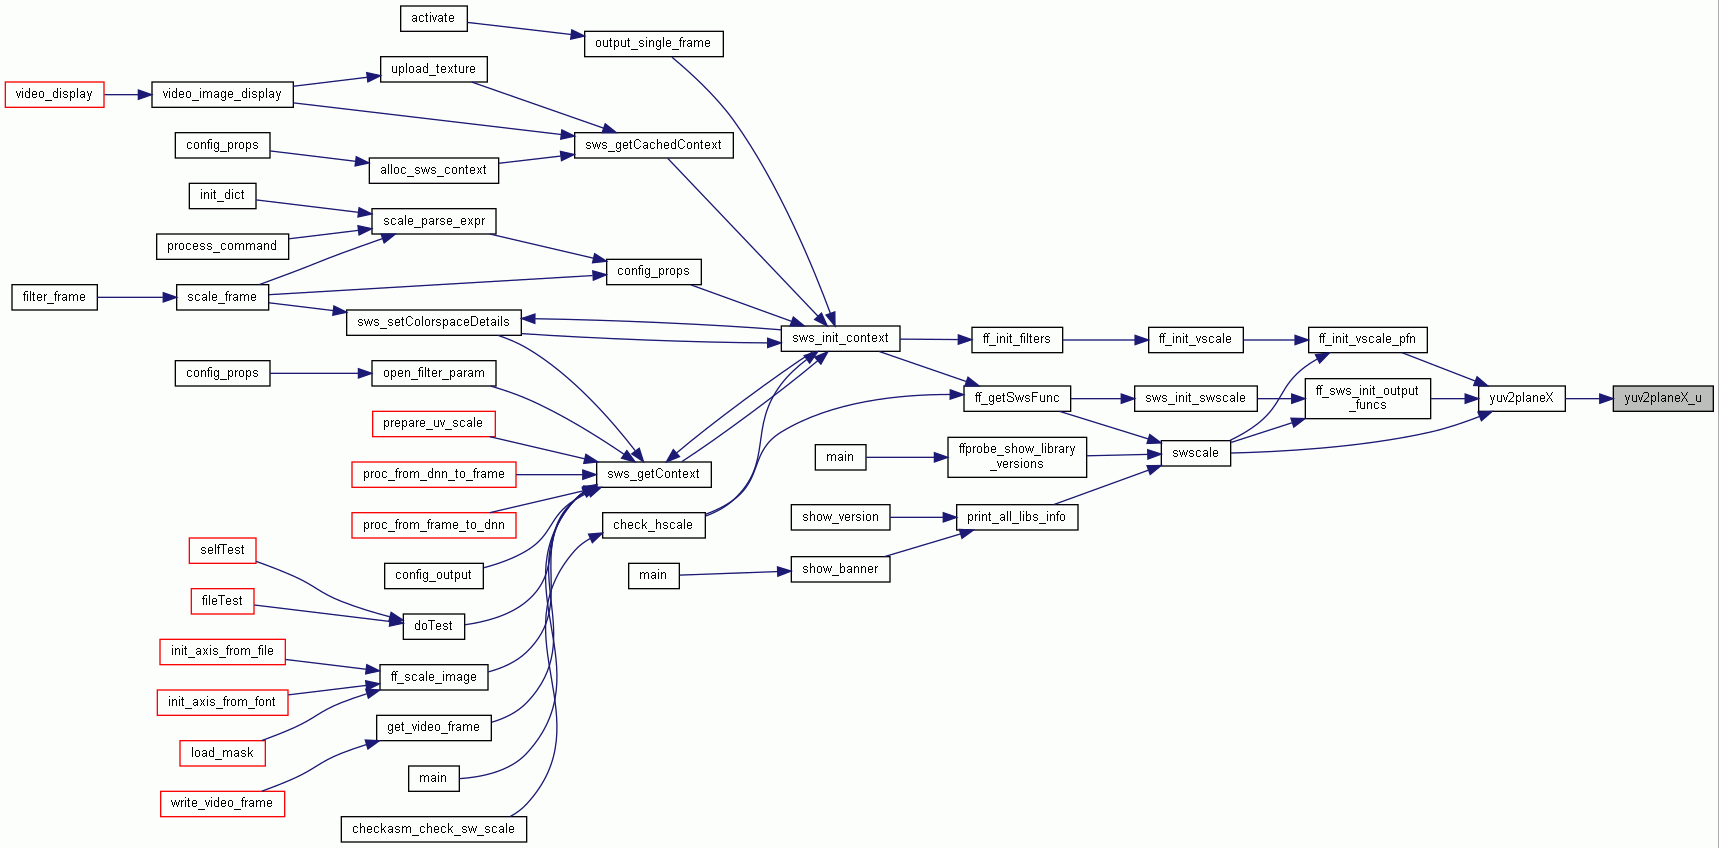 activate
output_single_frame
upload_texture
video_display
video_image_display
config_props
sws_getCachedContext
alloc_sws_context
init_dict
scale_parse_expr
process_command
config_props
filter_frame
scale_frame
sws_setColorspaceDetails
sws_init_context
ff_init_filters
ff_init_vscale
ff_init_vscale_pfn
config_props
open_filter_param
ff_getSwsFunc
sws_init_swscale
ff_sws_init_output
_funcs
yuv2planeX
yuv2planeX_u
prepare_uv_scale
main
ffprobe_show_library
_versions
swscale
proc_from_dnn_to_frame
sws_getContext
proc_from_frame_to_dnn
check_hscale
show_version
print_all_libs_info
selfTest
config_output
main
show_banner
fileTest
doTest
init_axis_from_file
ff_scale_image
init_axis_from_font
get_video_frame
load_mask
main
write_video_frame
checkasm_check_sw_scale